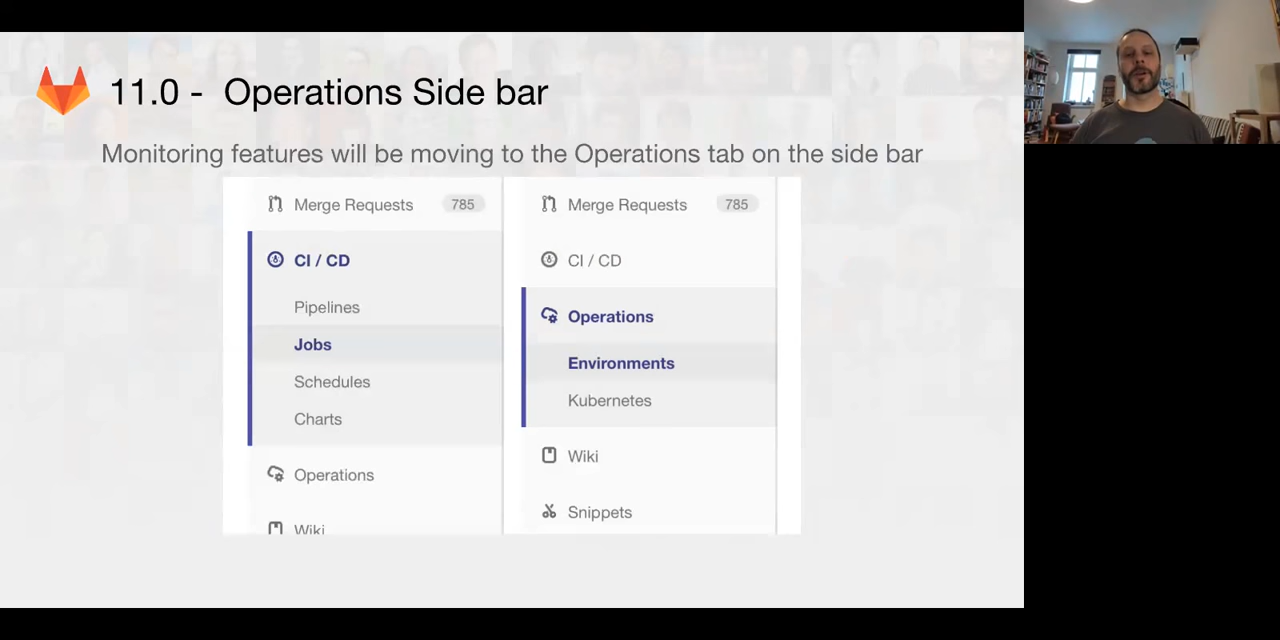 11.0 - Operations Side bar
Monitoring features will be moving to the Operations tab on the side bar
Merge Requests 785
CI / CD
Pipelines
Jobs
Schedules
Charts
Operations
Wiki
Merge Requests 785
CI / CD
Operations
Environments
Kubernetes
Wiki
Snippets